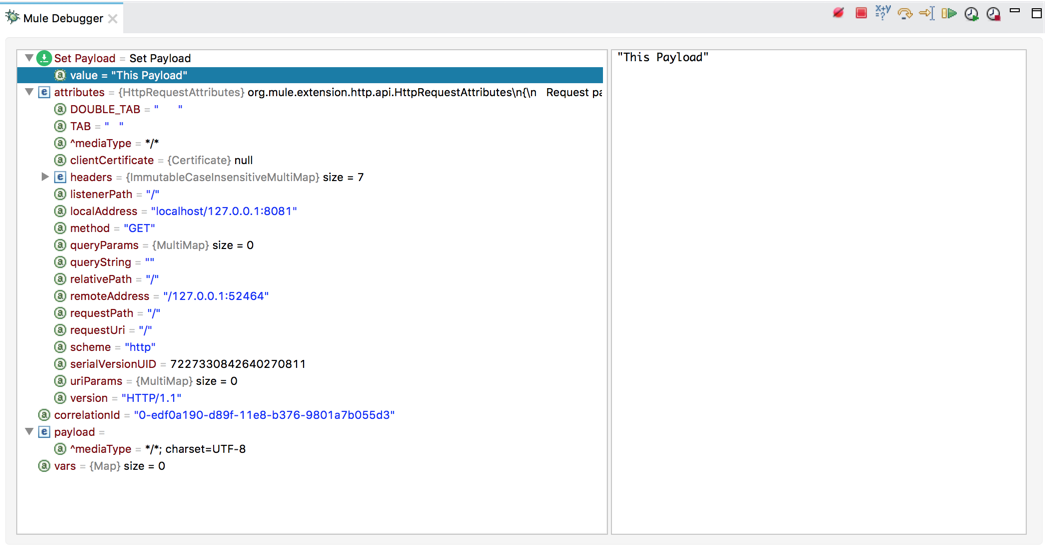 Mule Debugger
x+y
=?
Set Payload = Set Payload
value = "This Payload"
attributes = {HttpRequestAttributes} org.mule.extension.http.api.HttpRequestAttributes\n{\n   Request pa
DOUBLE_TAB = "      "
TAB = "   "
^mediaType = */*
clientCertificate = {Certificate} null
headers = {ImmutableCaseInsensitiveMultiMap} size = 7
listenerPath = "/"
localAddress = "localhost/127.0.0.1:8081"
method = "GET"
queryParams = {MultiMap} size = 0
queryString = ""
relativePath = "/"
remoteAddress = "/127.0.0.1:52464"
requestPath = "/"
requestUri = "/"
scheme = "http"
serialVersionUID = 7227330842640270811
uriParams = {MultiMap} size = 0
version = "HTTP/1.1"
correlationId = "0-edf0a190-d89f-11e8-b376-9801a7b055d3"
payload =
^mediaType = */*; charset=UTF-8
vars = {Map} size = 0
"This Payload"